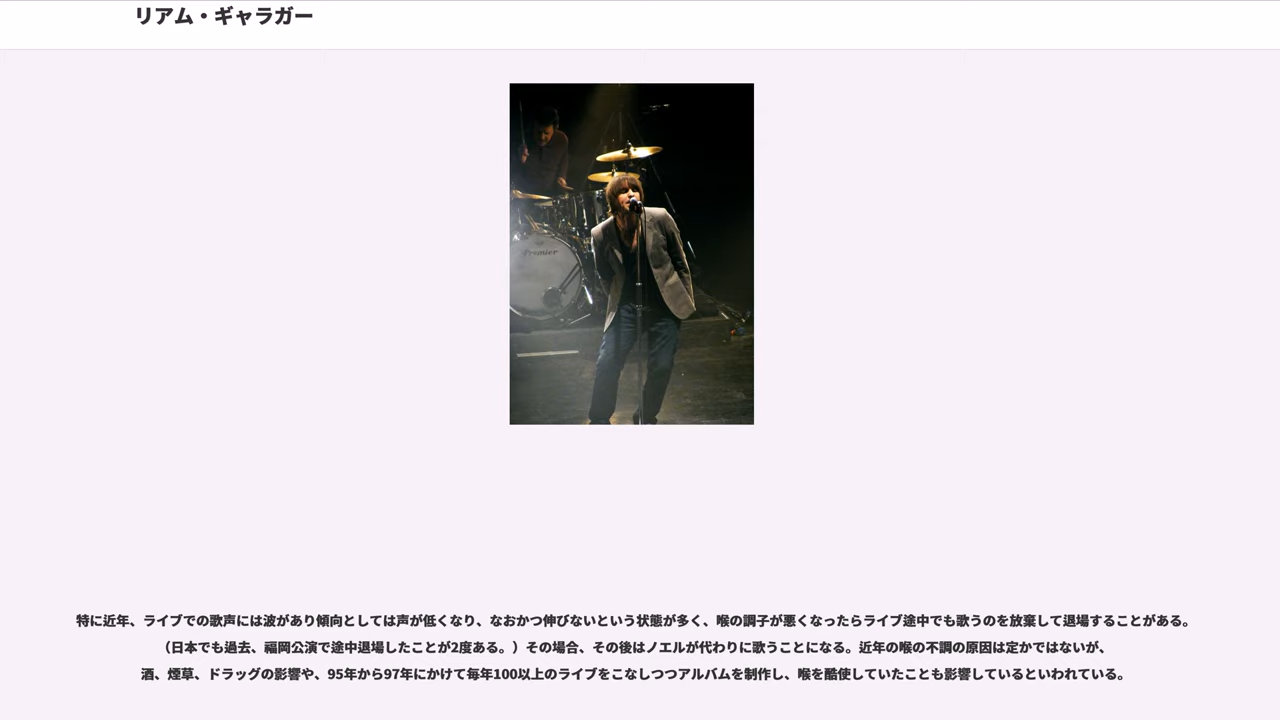 リアム・ギャラガー
Premier
特に近年、ライブでの歌声には波があり傾向としては声が低くなり、なおかつ伸びないという状態が多く、喉の調子が悪くなったらライブ途中でも歌うのを放棄して退場することがある。
（日本でも過去、福岡公演で途中退場したことが2度ある。）その場合、その後はノエルが代わりに歌うことになる。近年の喉の不調の原因は定かではないが、
酒、煙草、ドラッグの影響や、95年から97年にかけて毎年100以上のライブをこなしつつアルバムを制作し、喉を酷使していたことも影響しているといわれている。